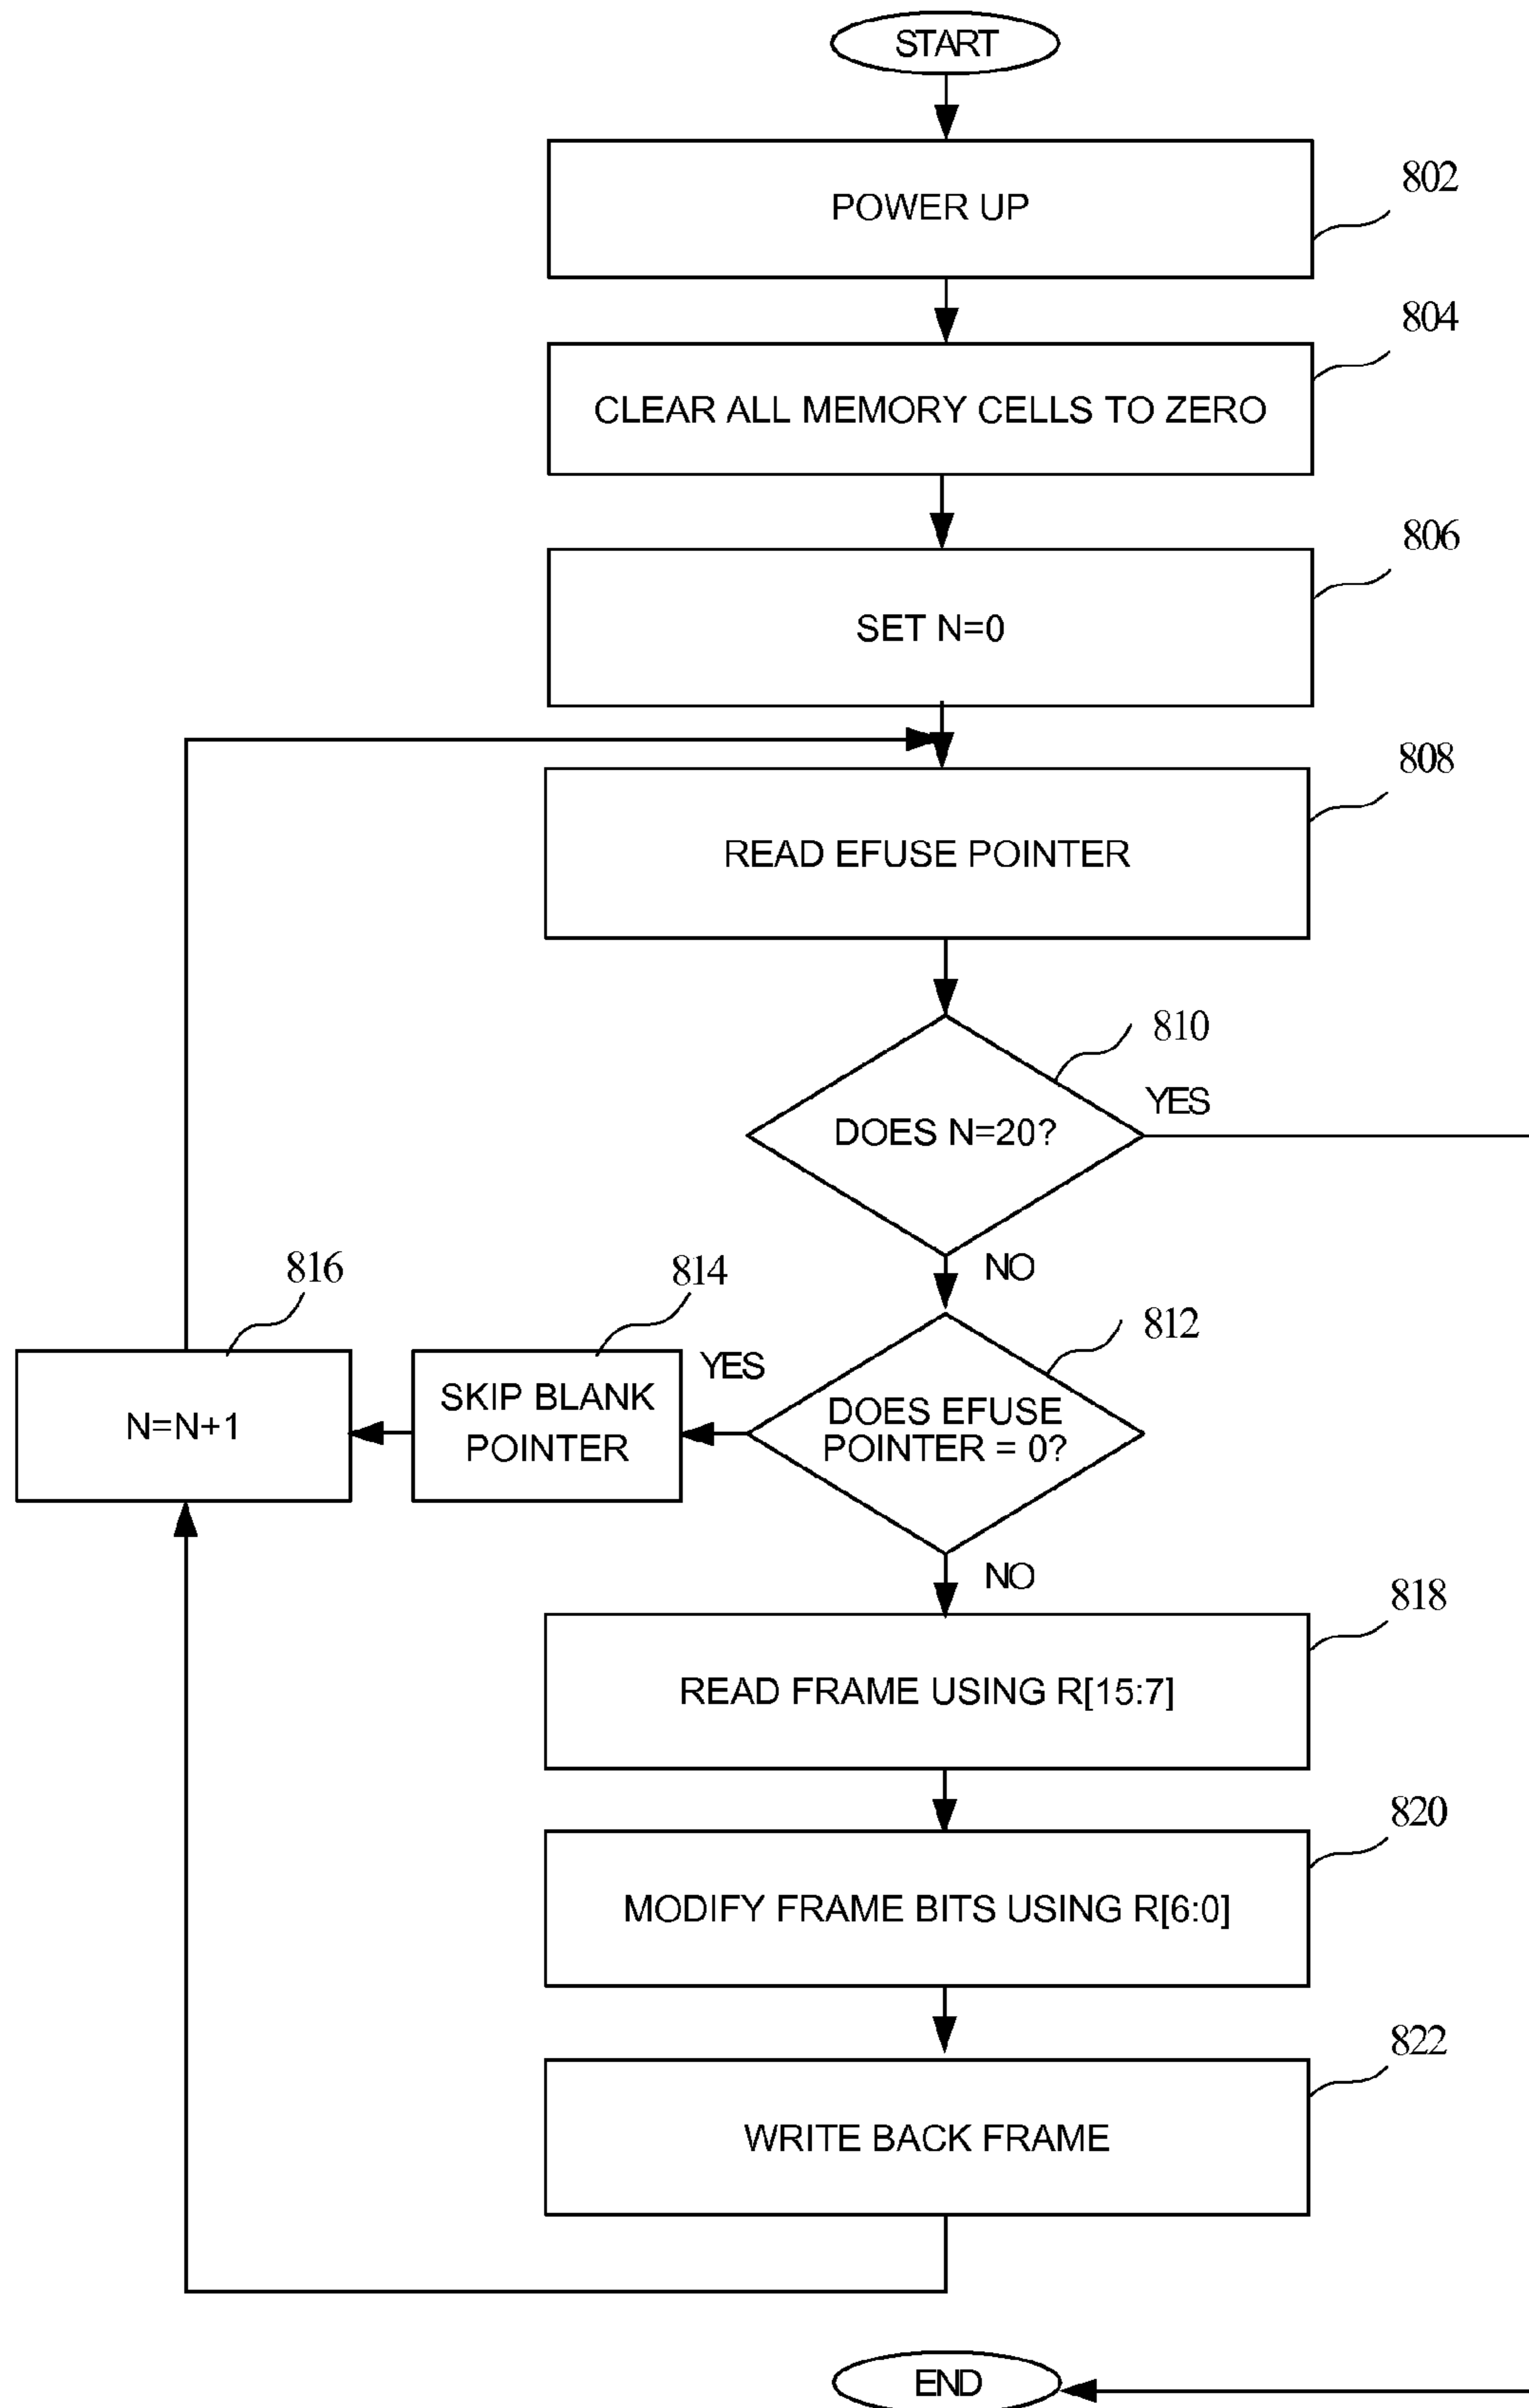 START
POWER UP
802
804
CLEAR ALL MEMORY CELLS TO ZERO
806
SET N=0
808
READ EFUSE POINTER
810
YES
DOES N=20?
NO
816
814
812
YES
N=N+1
SKIP BLANK
POINTER
DOES EFUSE
POINTER = 0?
NO
818
READ FRAME USING R[15:7]
820
MODIFY FRAME BITS USING R[6:0]
822
WRITE BACK FRAME
END